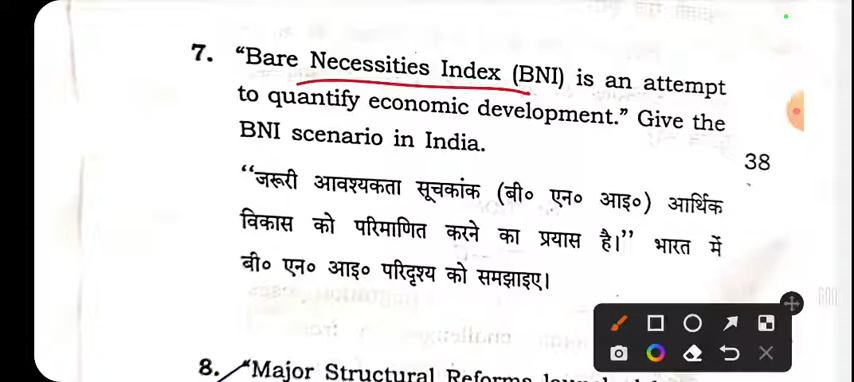 7. “Bare Necessities Index (BNI) is an attempt
to quantify economic development.” Give the
BNI scenario in India.
38
“जरूरी आवश्यकता सूचकांक (बी० एन० आइ०) आर्थिक
विकास को परिमाणित करने का प्रयास है।” भारत में
बी० एन० आइ० परिदृश्य को समझाइए।
8. “Major Structural Reforms